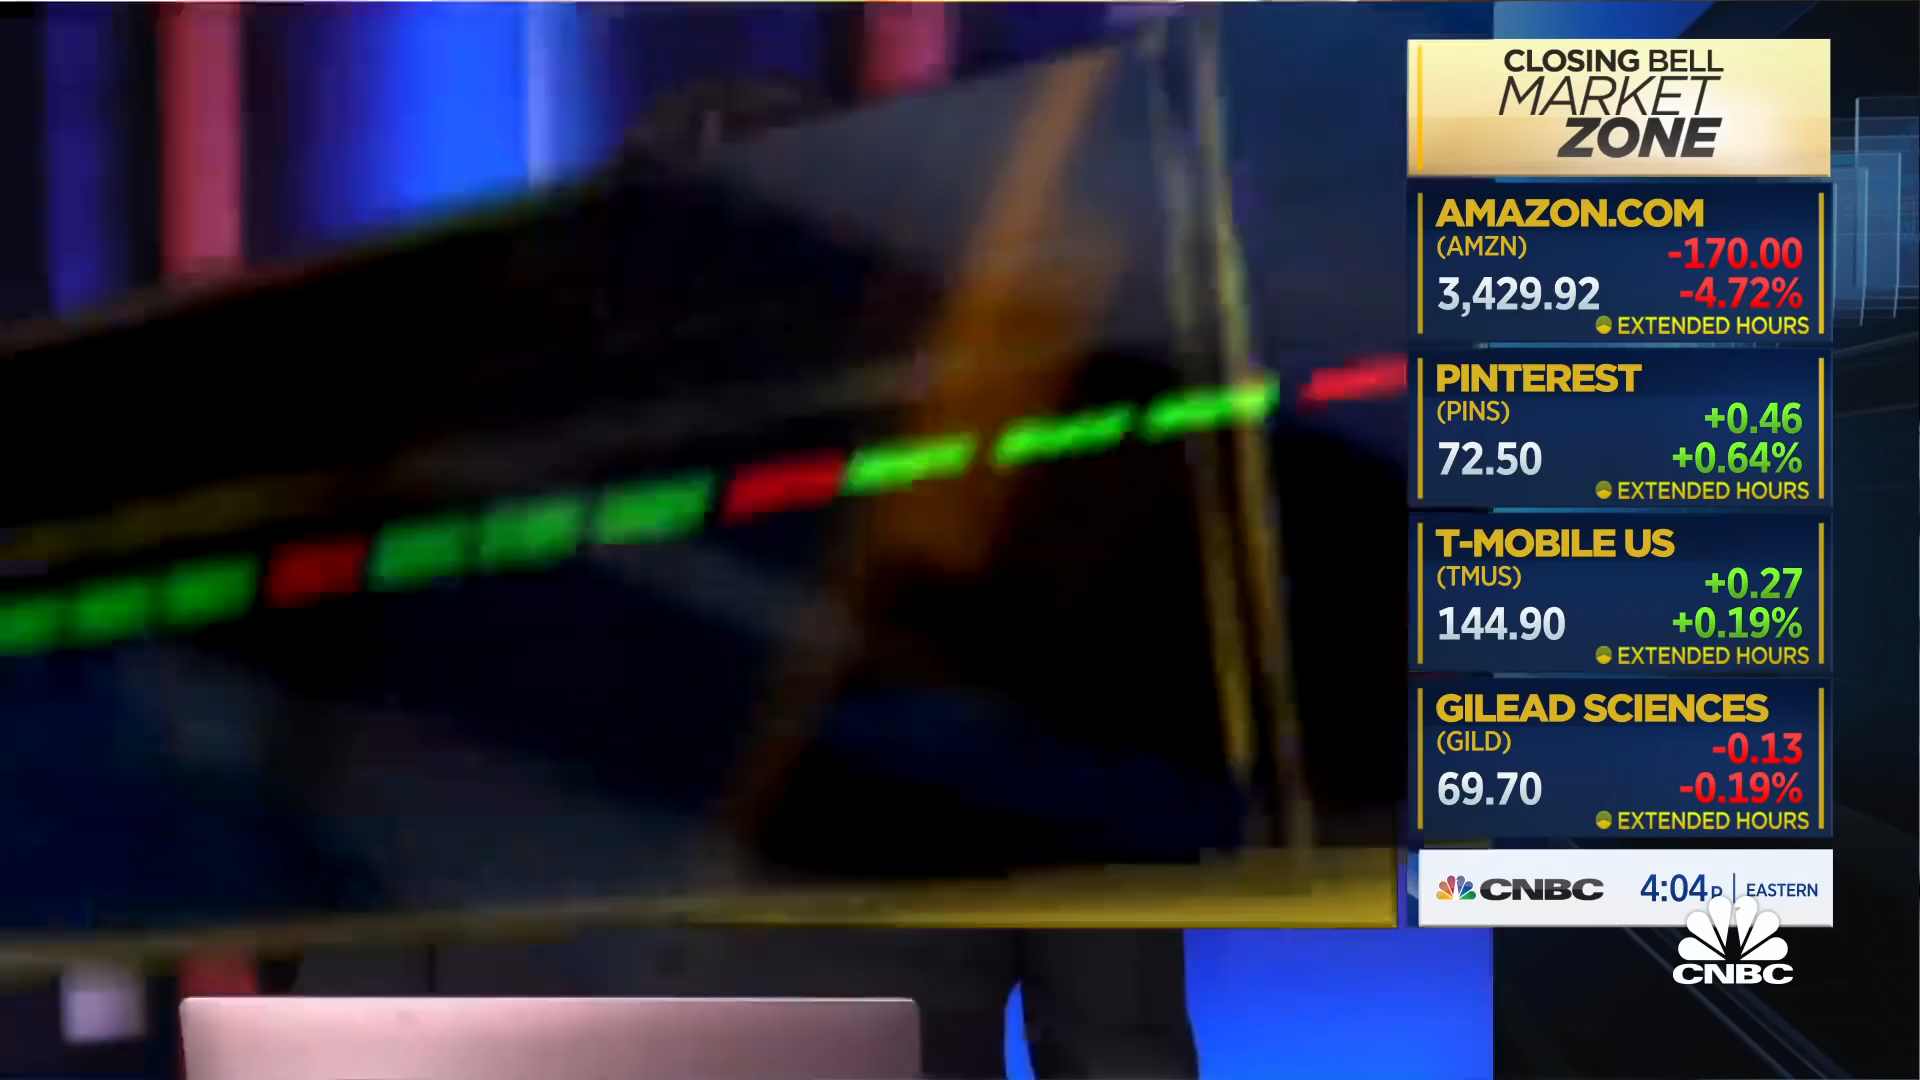 CLOSING BELL
MARKET
ZONE
AMAZON.COM
(AMZN)
-170.00
3,429.92
-4.72%
EXTENDED HOURS
PINTEREST
(PINS)
+0.46
72.50
+0.64%
EXTENDED HOURS
T-MOBILE US
(TMUS)
+0.27
144.90
+0.19%
EXTENDED HOURS
GILEAD SCIENCES
(GILD)
-0.13
69.70
-0.19%
EXTENDED HOURS
CNBC 4:04P EASTERN
CNBC